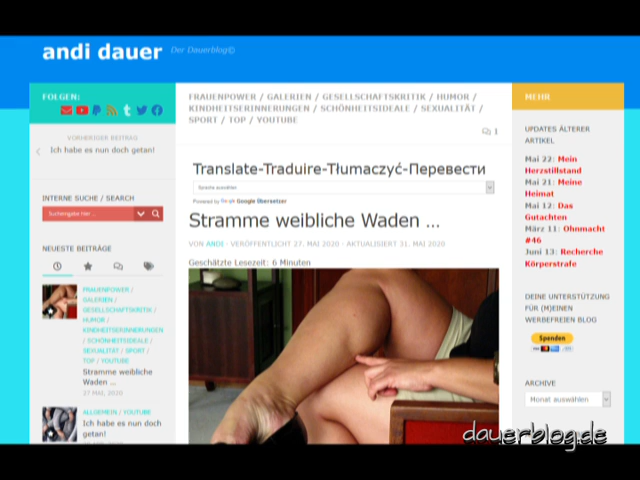 andi dauer Der Dauerblog©
FOLGEN:
VORHERIGER BEITRAG
Ich habe es nun doch getan!
INTERNE SUCHE / SEARCH
Sucheingabe hier ...
NEUESTE BEITRÄGE
FRAUENPOWER /
GALERIEN /
GESELLSCHAFTSKRITIK /
HUMOR /
KINDHEITSERINNERUNGEN
/ SCHÖNHEITSIDEALE /
SEXUALITÄT / SPORT /
TOP / YOUTUBE
Stramme weibliche
Waden ...
27 MAI, 2020
ALLGEMEIN / YOUTUBE
Ich habe es nun doch
getan!
FRAUENPOWER / GALERIEN / GESELLSCHAFTSKRITIK / HUMOR /
KINDHEITSERINNERUNGEN / SCHÖNHEITSIDEALE / SEXUALITÄT /
SPORT / TOP / YOUTUBE
1
Translate-Traduire-Tłumaczyć-Перевести
Sprache auswählen
Powered by Google Übersetzer
Stramme weibliche Waden ...
VON ANDI · VERÖFFENTLICHT 27. MAI 2020 · AKTUALISIERT 31. MAI 2020
Geschätzte Lesezeit: 6 Minuten
MEHR
UPDATES ÄLTERER
ARTIKEL
Mai 22: Mein
Herzstillstand
Mai 21: Meine
Heimat
Mai 12: Das
Gutachten
März 11: Ohnmacht
#46
Juni 13: Recherche
Körperstrafe
DEINE UNTERSTÜTZUNG
FÜR (M)EINEN
WERBEFREIEN BLOG
Spenden
ARCHIVE
Monat auswählen
dauerblog.de